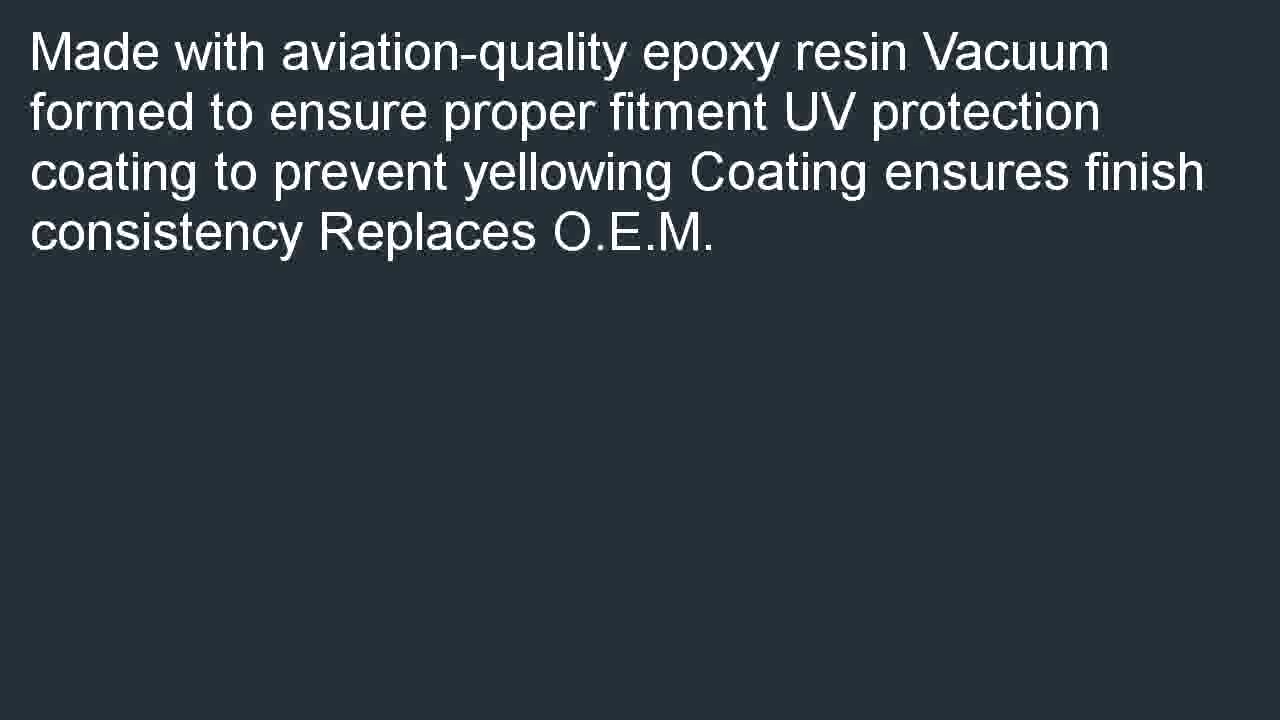 Made with aviation-quality epoxy resin Vacuum
formed to ensure proper fitment UV protection
coating to prevent yellowing Coating ensures finish
consistency Replaces O.E.M.